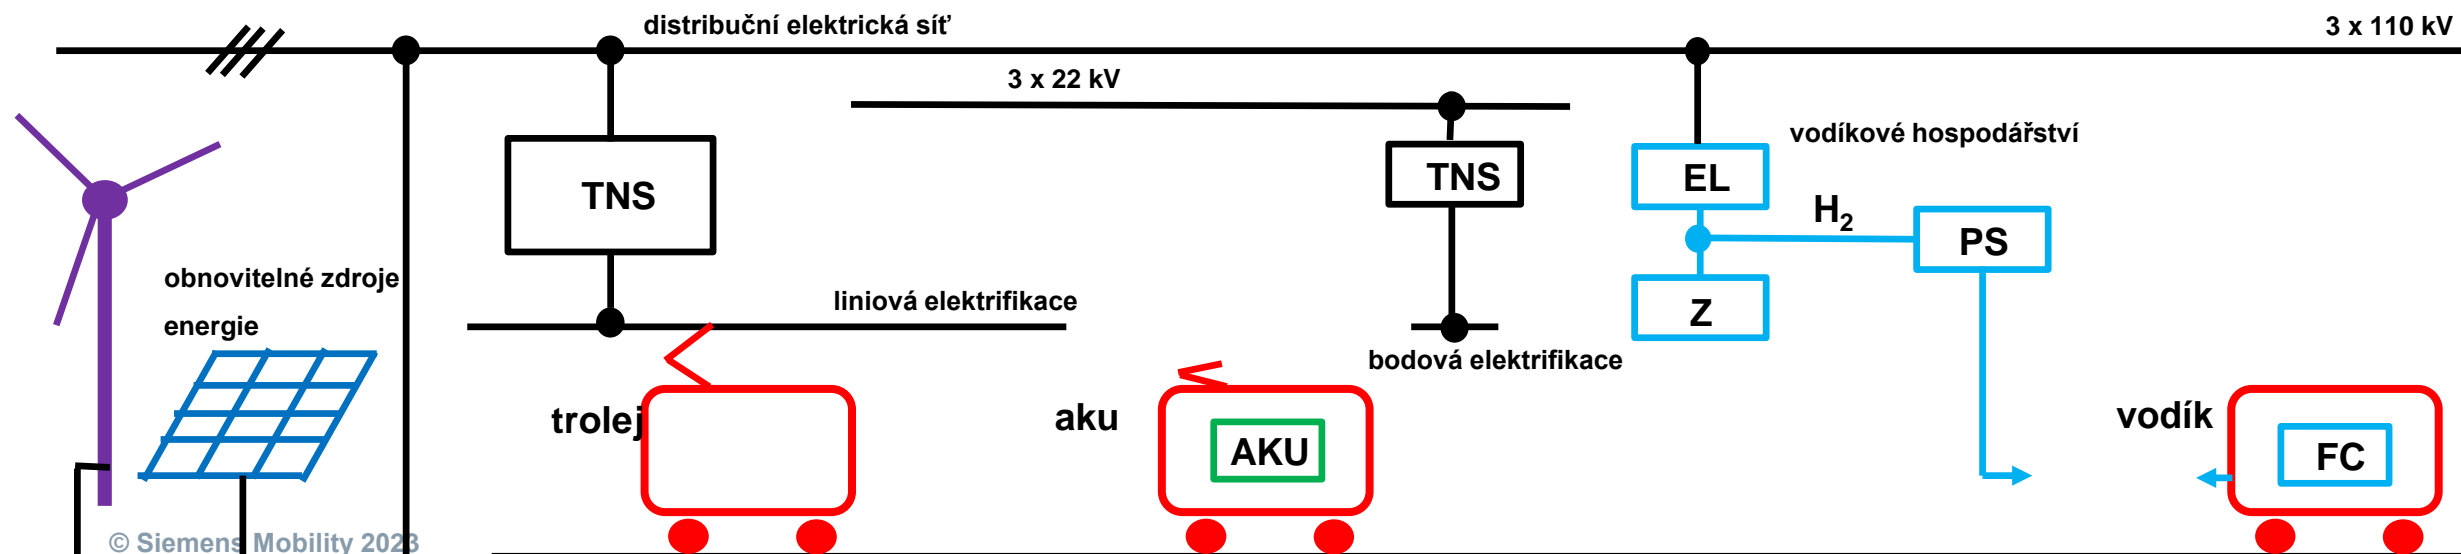 distribuční elektrická síť
3 x 110 kV
3 x 22 kV
vodíkové hospodářství
TNS
TNS
EL
H₂
PS
obnovitelné zdroje
energie
liniová elektrifikace
Z
bodová elektrifikace
trolej
aku
AKU
vodík
FC
© Siemens Mobility 2023